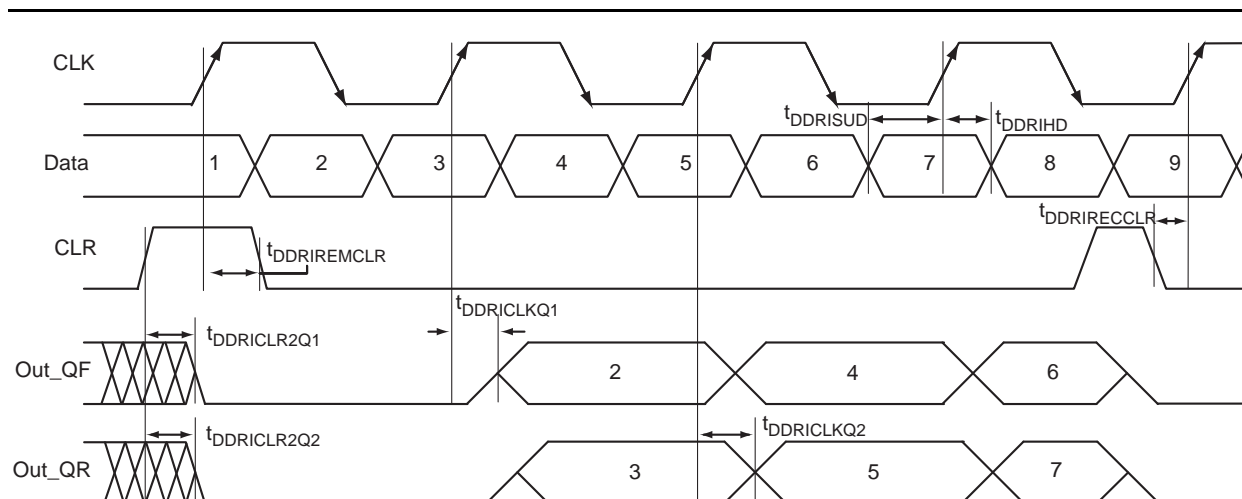 CLK
tDDRISUD
tDDRIHD
Data
1 2 3 4 5 6 7 8 9
tDDRIRECCLR
CLR
tDDRIREMCLR
tDDRICLKQ1
tDDRICLR2Q1
Out_QF
2 4 6
tDDRICLR2Q2
tDDRICLKQ2
Out_QR
3 5 7